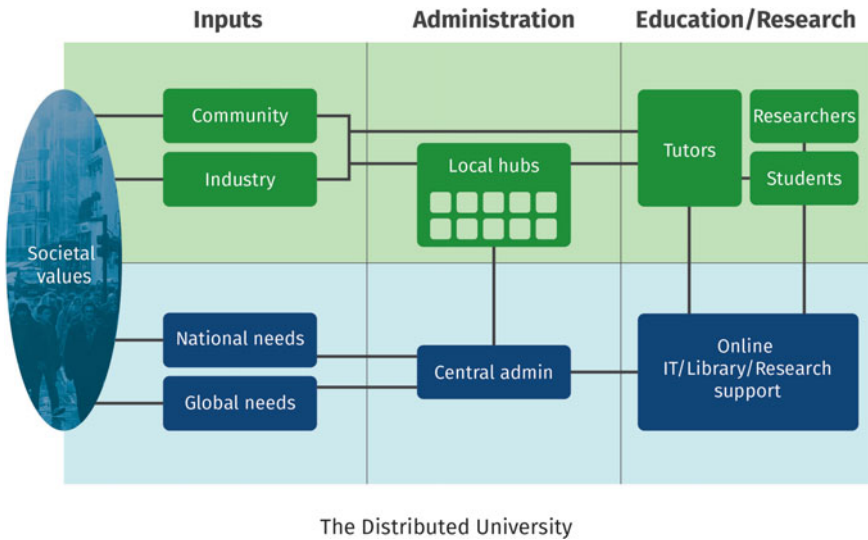 Inputs
Administration
Education/Research
Community
Industry
Local hubs
Tutors
Researchers
Students
Societal
values
National needs
Global needs
Central admin
Online
IT/Library/Research
support
The Distributed University